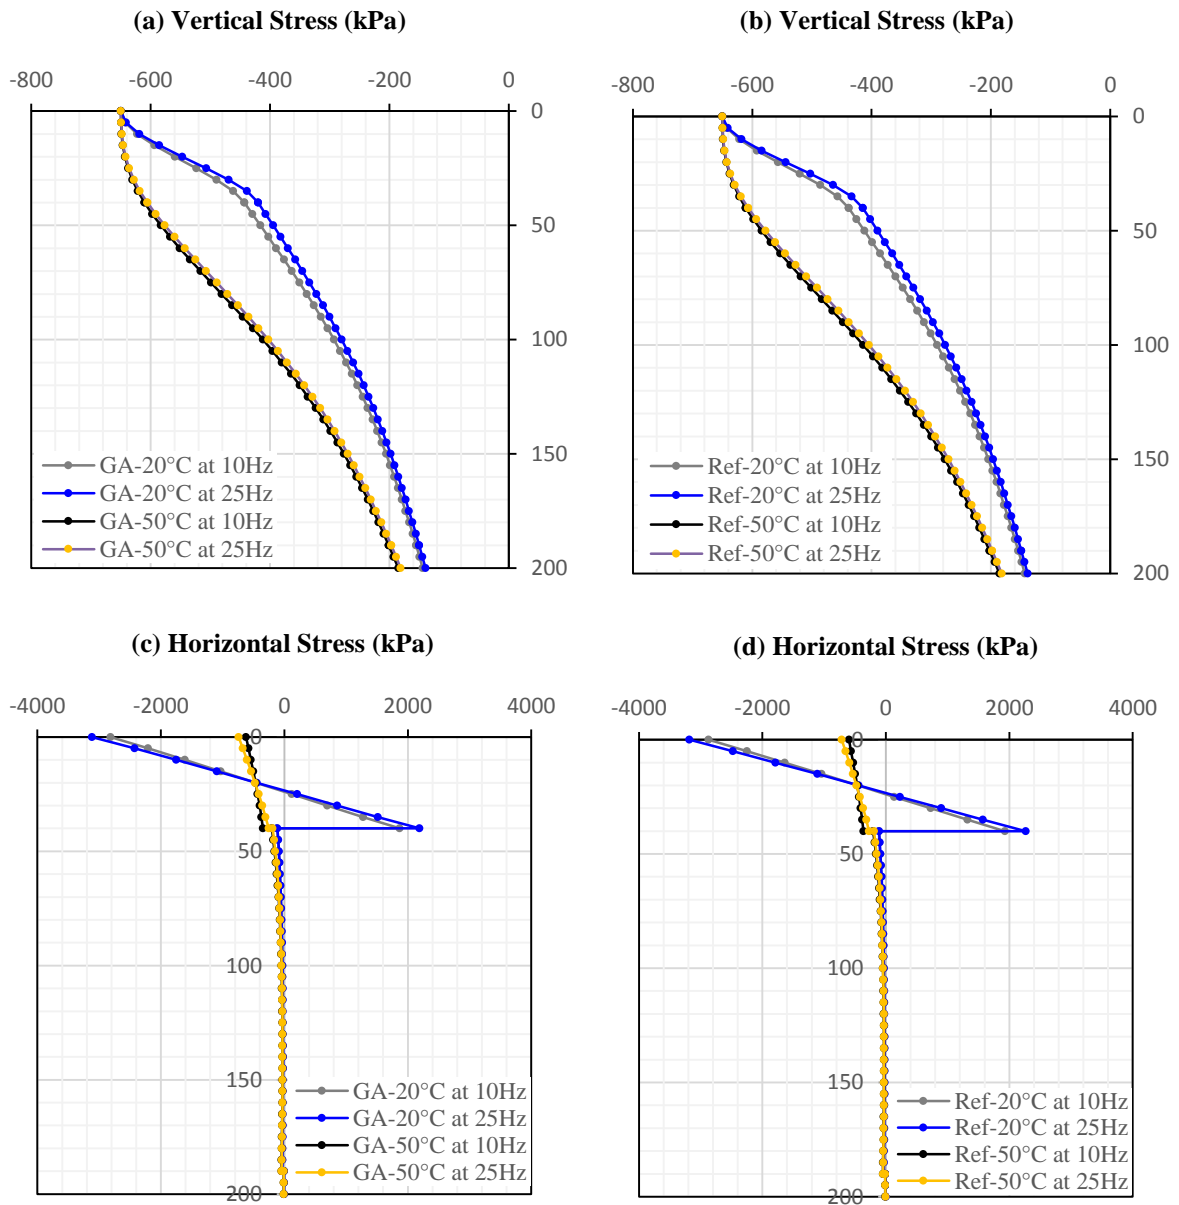 (a) Vertical Stress (kPa)
-800 -600 -400 -200 0
0
50
100
150
200
GA-20°C at 10Hz
GA-20°C at 25Hz
GA-50°C at 10Hz
GA-50°C at 25Hz
(b) Vertical Stress (kPa)
-800 -600 -400 -200 0
0
50
100
150
200
Ref-20°C at 10Hz
Ref-20°C at 25Hz
Ref-50°C at 10Hz
Ref-50°C at 25Hz
(c) Horizontal Stress (kPa)
-4000 -2000 0 2000 4000
0
50
100
150
200
GA-20°C at 10Hz
GA-20°C at 25Hz
GA-50°C at 10Hz
GA-50°C at 25Hz
(d) Horizontal Stress (kPa)
-4000 -2000 0 2000 4000
0
50
100
150
200
Ref-20°C at 10Hz
Ref-20°C at 25Hz
Ref-50°C at 10Hz
Ref-50°C at 25Hz